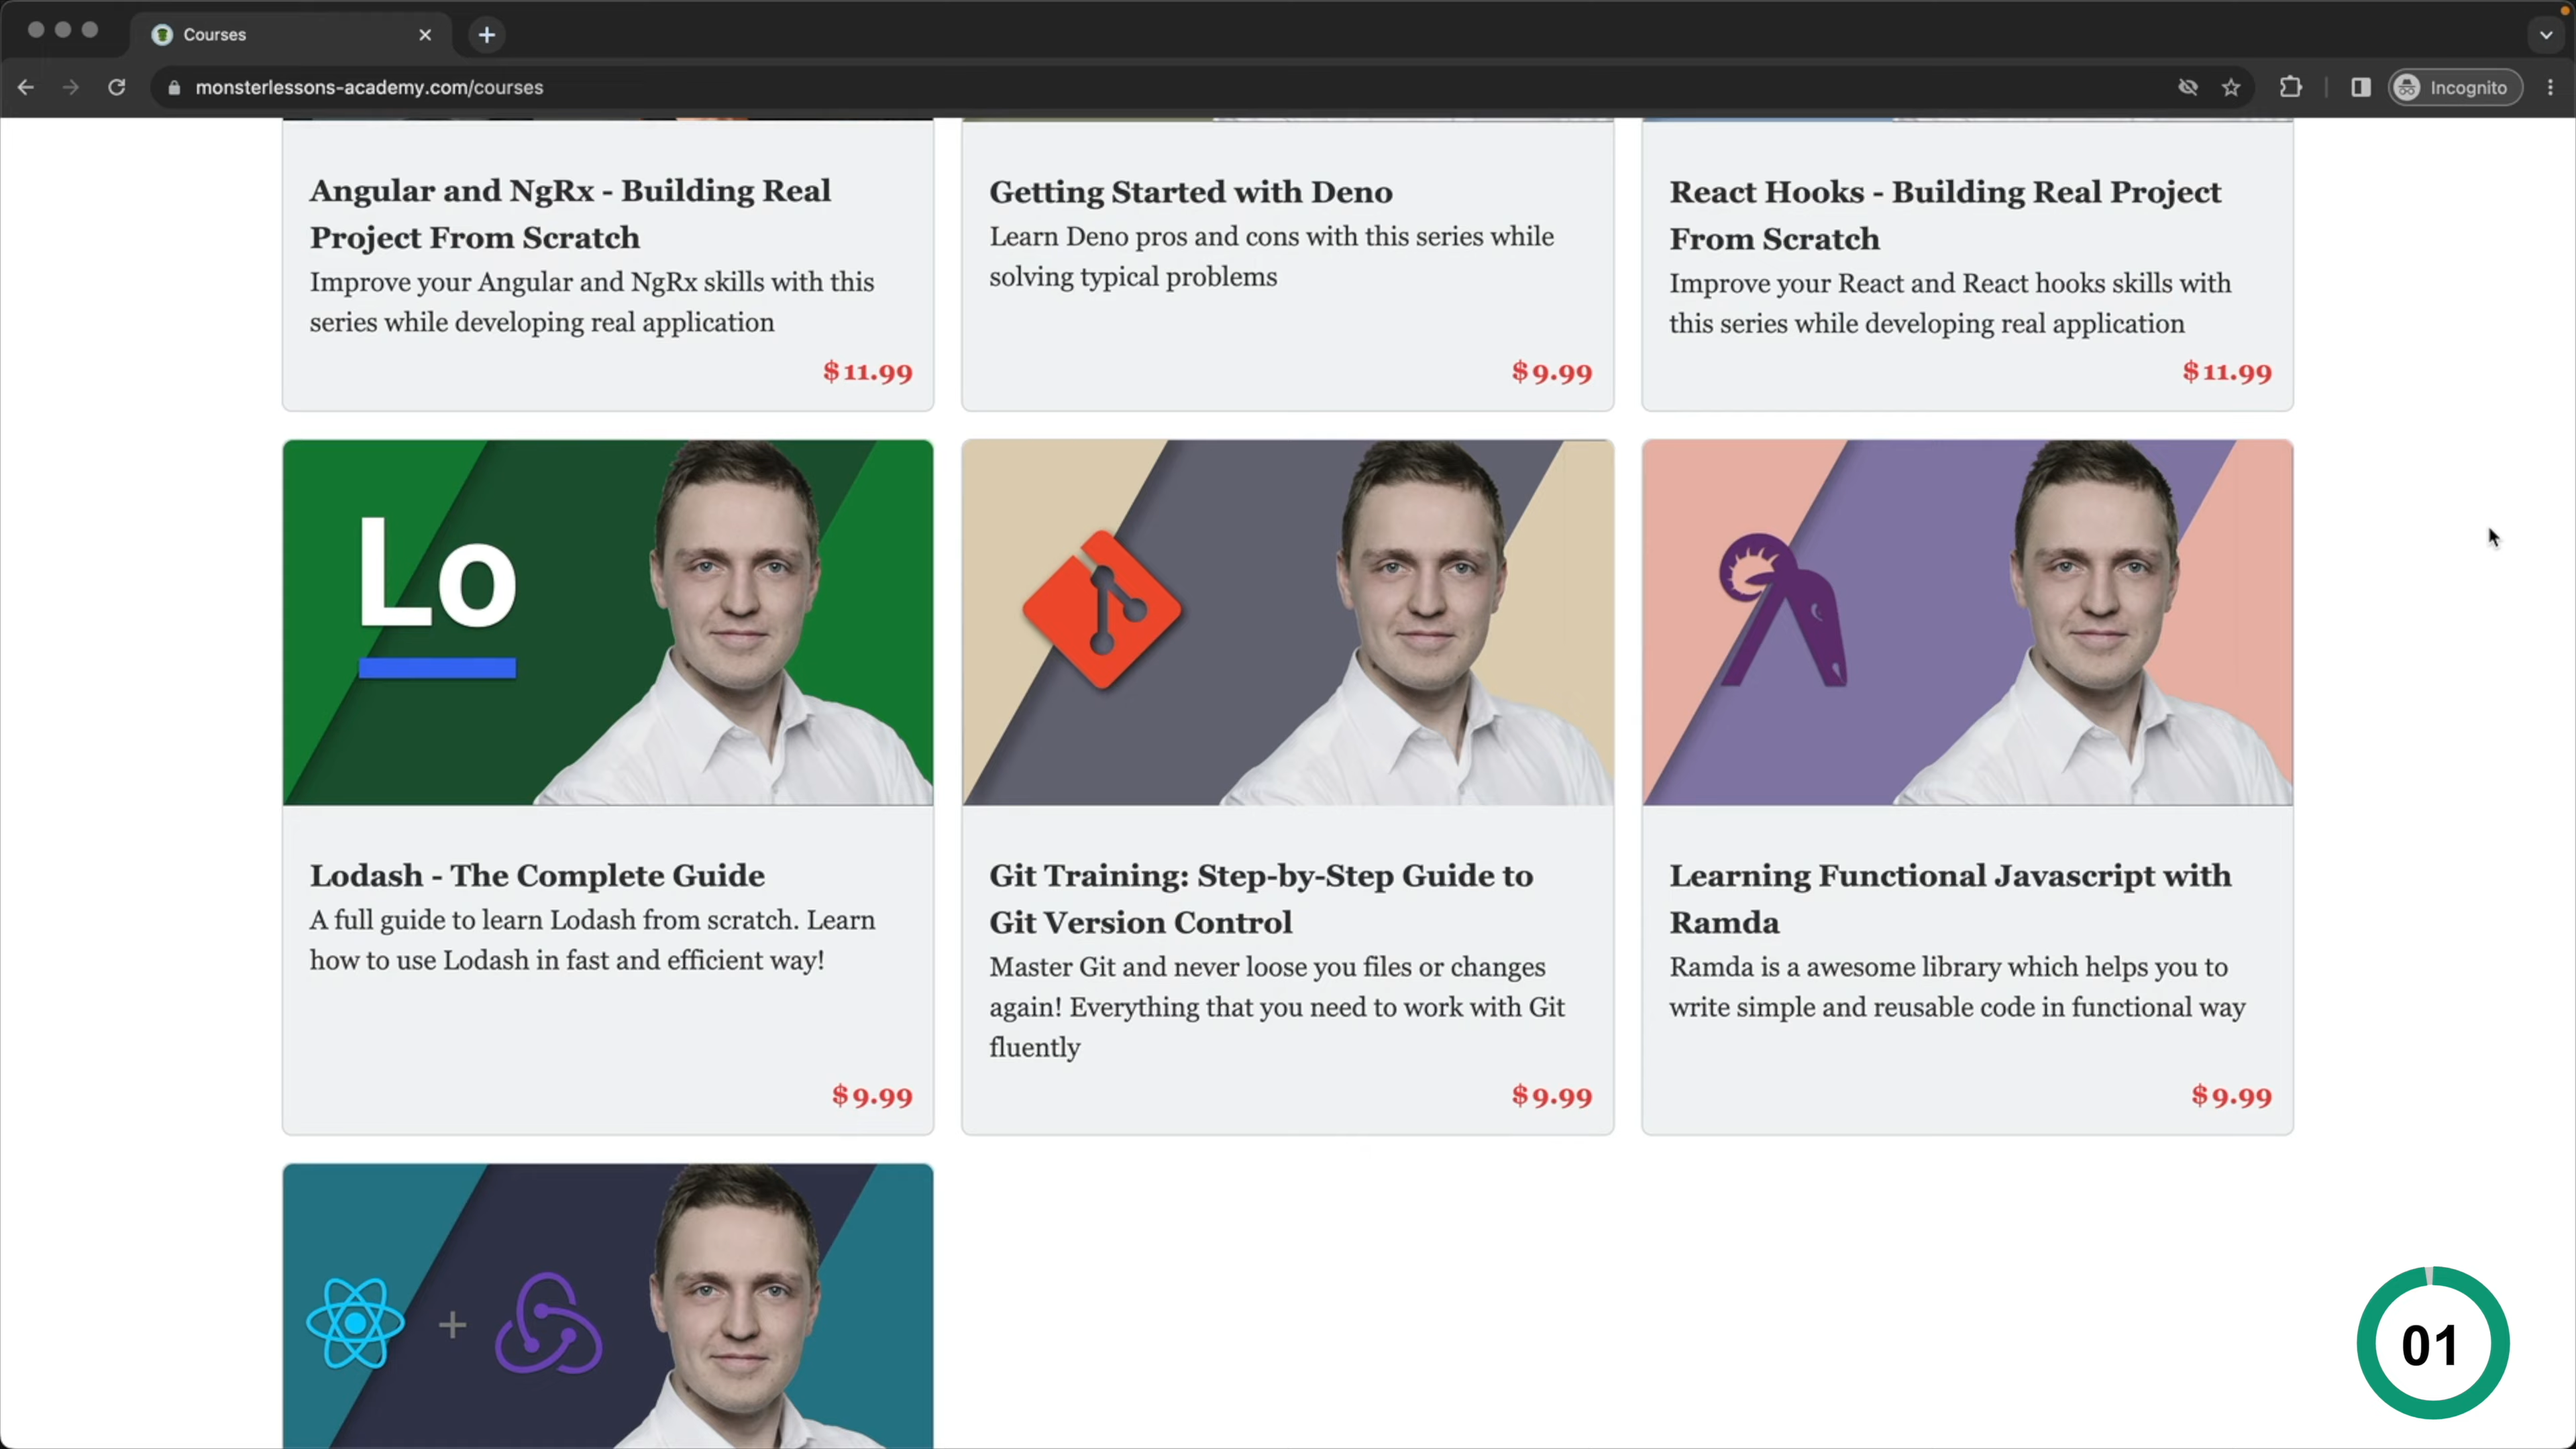 Courses
monsterlessons-academy.com/courses
Incognito
Angular and NgRx - Building Real
Project From Scratch
Improve your Angular and NgRx skills with this
series while developing real application
$11.99
Getting Started with Deno
Learn Deno pros and cons with this series while
solving typical problems
$9.99
React Hooks - Building Real Project
From Scratch
Improve your React and React hooks skills with
this series while developing real application
$11.99
Lo
Lodash - The Complete Guide
A full guide to learn Lodash from scratch. Learn
how to use Lodash in fast and efficient way!
$9.99
Git Training: Step-by-Step Guide to
Git Version Control
Master Git and never loose you files or changes
again! Everything that you need to work with Git
fluently
$9.99
Learning Functional Javascript with
Ramda
Ramda is a awesome library which helps you to
write simple and reusable code in functional way
$9.99
+
01